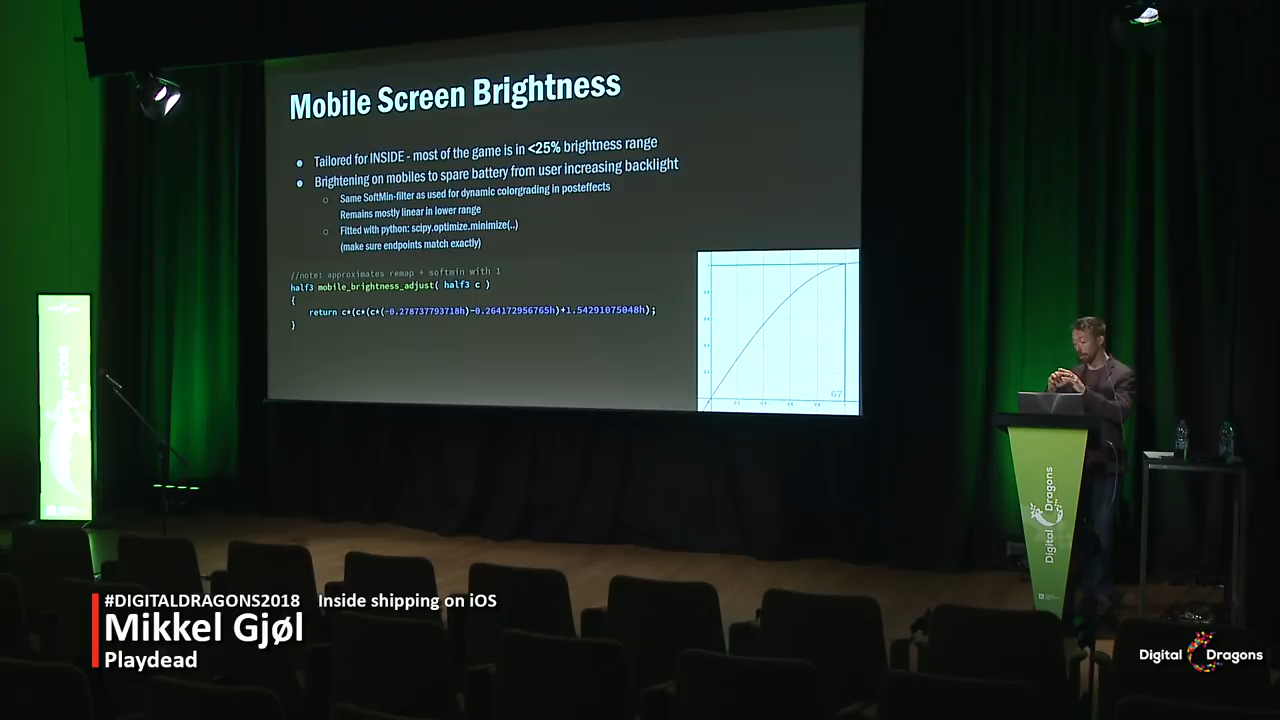 Mobile Screen Brightness
● Tailored for INSIDE - most of the game is in <25% brightness range
● Brightening on mobiles to spare battery from user increasing backlight
○ Same SoftMin-filter as used for dynamic colorgrading in posteffects
Remains mostly linear in lower range
○ Fitted with python: scipy.optimize.minimize(..)
(make sure endpoints match exactly)
//note: approximates remap + softmin with 1
half3 mobile_brightness_adjust( half3 c )
{
return c*(c*(c*(-0.278737793718h)-0.264172956765h)+1.54291075048h);
}
67
Digital Dragons
#DIGITALDRAGONS2018 Inside shipping on iOS
Mikkel Gjøl
Playdead
Digital Dragons